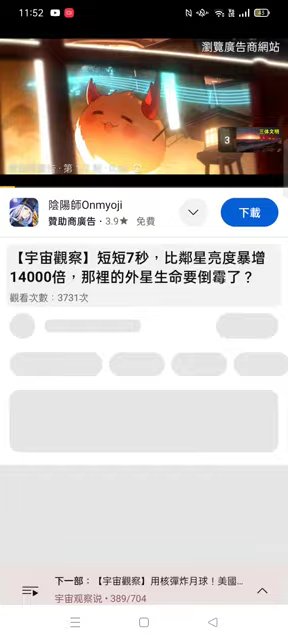 11:52
瀏覽廣告商網站
三体文明
3
陰陽師Onmyoji
贊助商廣告・3.9★ 免費
下載
【宇宙觀察】短短7秒，比鄰星亮度暴增
14000倍，那裡的外星生命要倒霉了？
觀看次數：3731次
下一部：【宇宙觀察】用核彈炸月球！美國...
宇宙观察说・389/704